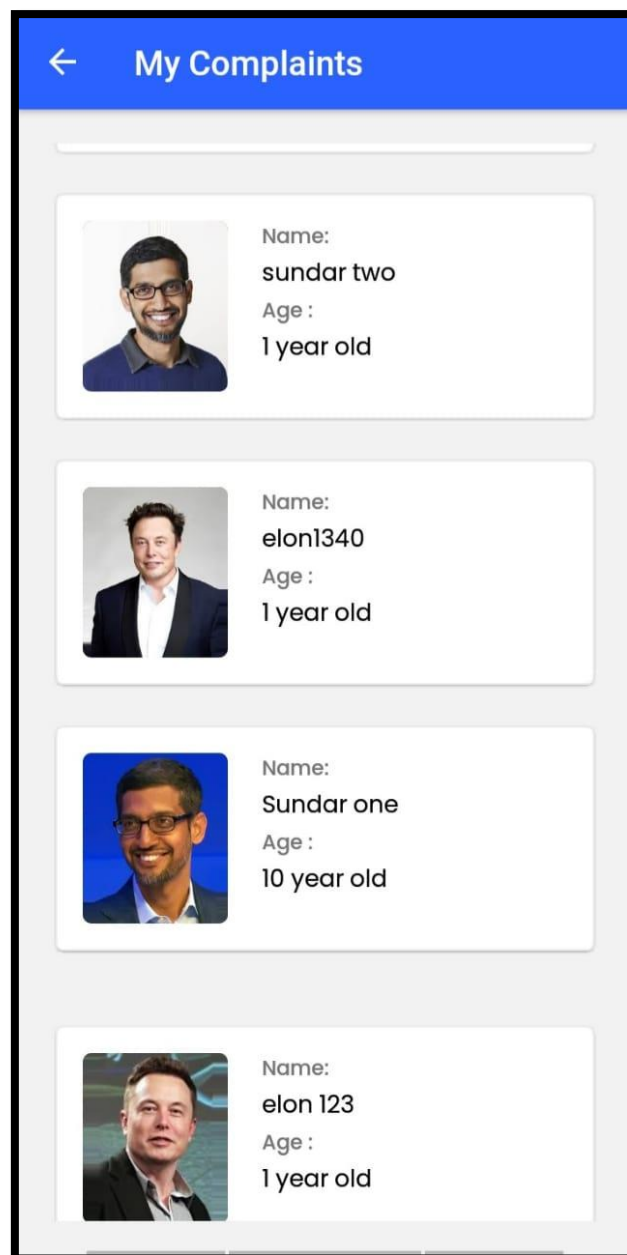 My Complaints
Name:
sundar two
Age :
1 year old
Name:
elon1340
Age :
1 year old
Name:
Sundar one
Age :
10 year old
Name:
elon 123
Age :
1 year old